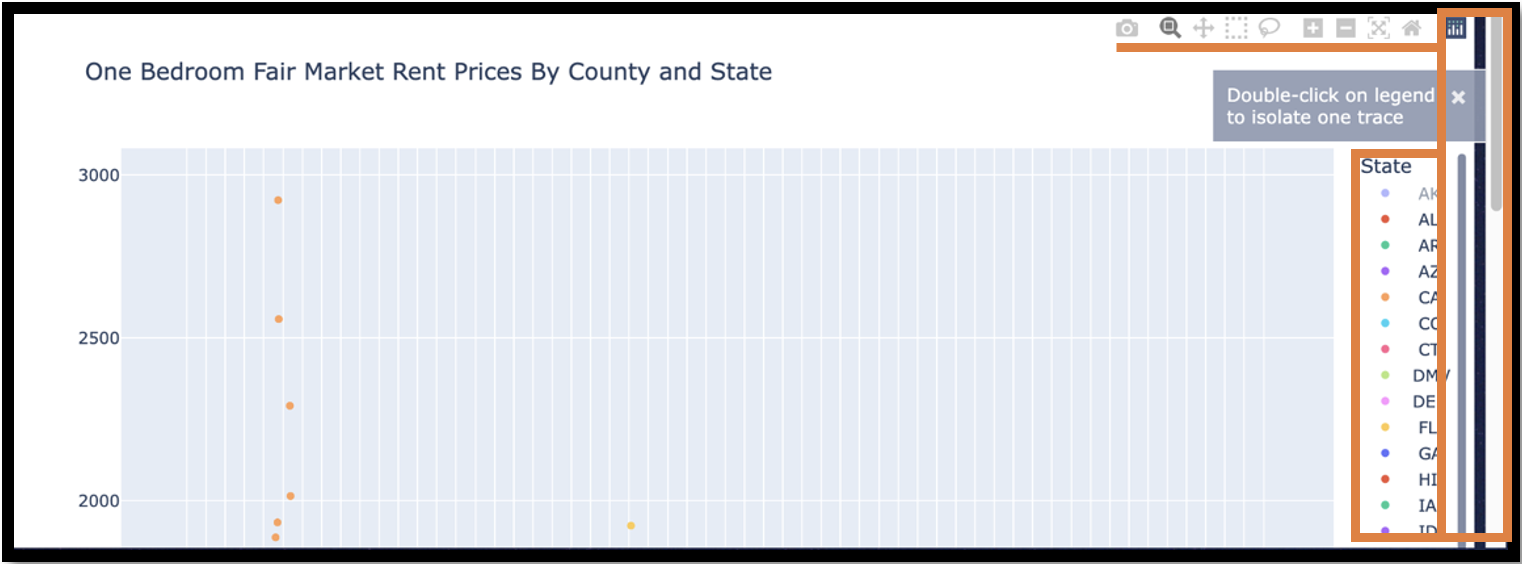 One Bedroom Fair Market Rent Prices By County and State
Double-click on legend
to isolate one trace
3000
2500
2000
State
AK
AL
AR
AZ
CA
CO
CT
DMV
DE
FL
GA
HI
IA
ID